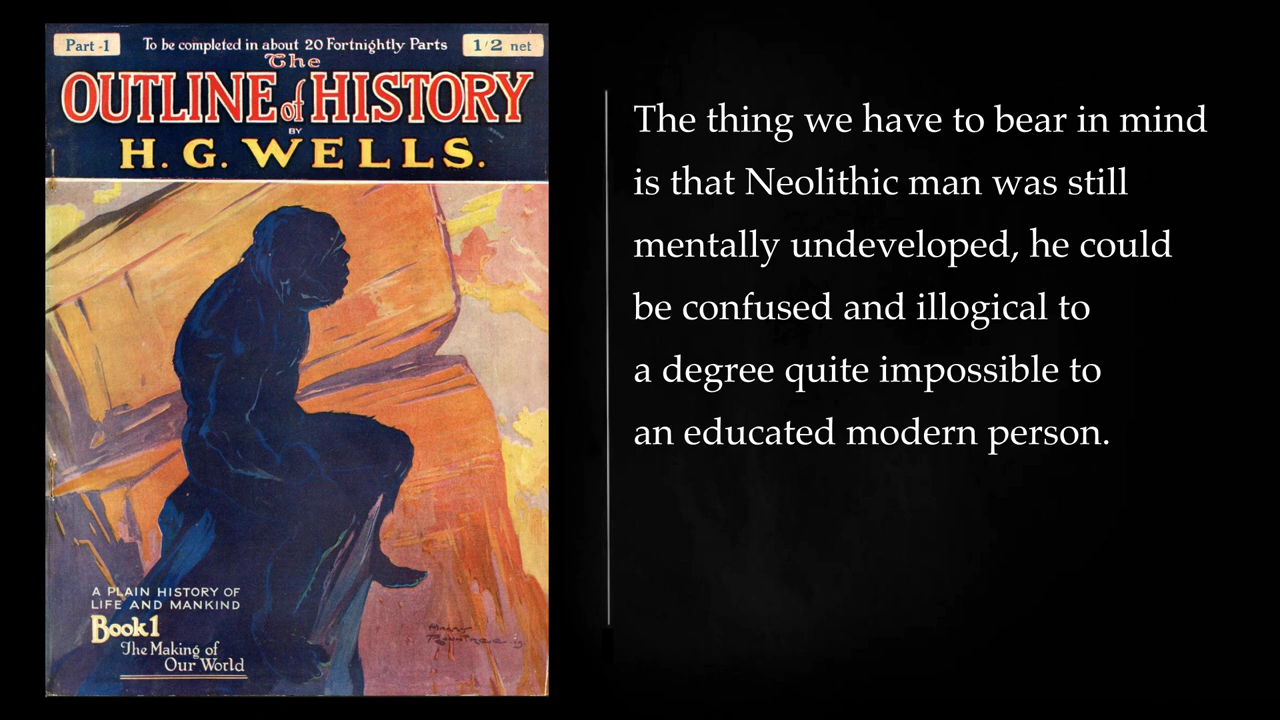 Part -1
To be completed in about 20 Fortnightly Parts
1/2 net
The
OUTLINE of HISTORY
BY
H. G. WELLS.
A PLAIN HISTORY OF
LIFE AND MANKIND
Book 1
The Making of
Our World
The thing we have to bear in mind
is that Neolithic man was still
mentally undeveloped, he could
be confused and illogical to
a degree quite impossible to
an educated modern person.